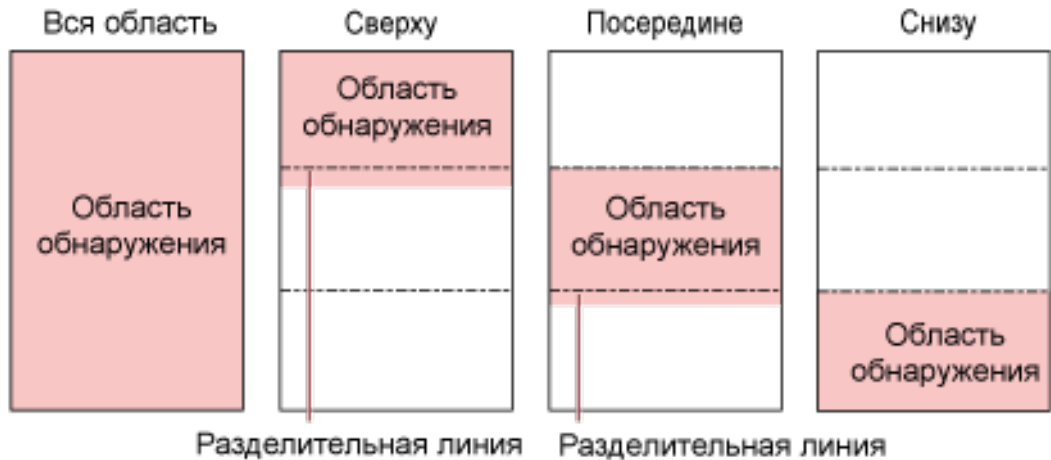 Вся область
Сверху
Посередине
Снизу
Область
обнаружения
Область
обнаружения
Область
обнаружения
Область
обнаружения
Разделительная линия
Разделительная линия